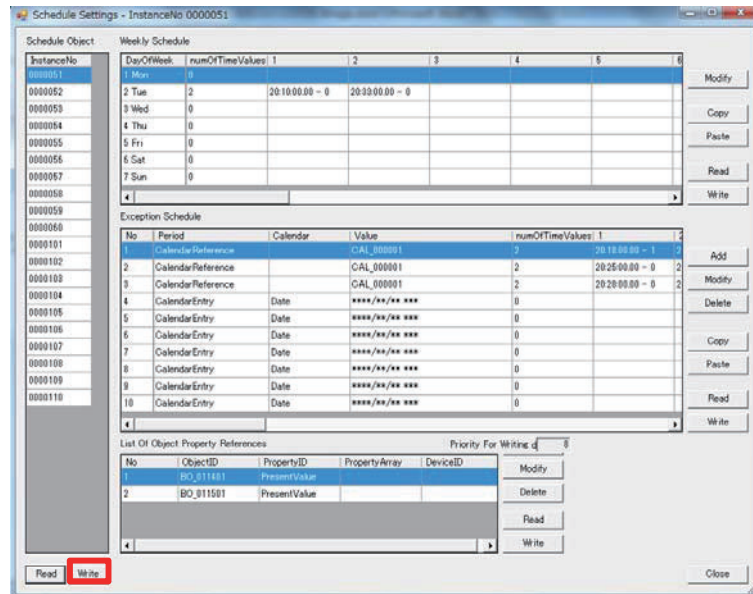 Schedule Settings - InstanceNo 0000051
Schedule Object
InstanceNo
0000051
0000052
0000053
0000054
0000055
0000056
0000057
0000058
0000059
0000060
0000101
0000102
0000103
0000104
0000105
0000106
0000107
0000108
0000109
0000110
Weekly Schedule
DayOfWeek numOfTimeValues 1 2 3 4 5 6
1 Mon 0
2 Tue 2 20:10:00.00 - 0 20:33:00.00 - 0
3 Wed 0
4 Thu 0
5 Fri 0
6 Sat 0
7 Sun 0
Modify
Copy
Paste
Read
Write
Exception Schedule
No Period Calendar Value numOfTimeValues 1 2
1 CalendarReference CAL_000001 2 20:18:00.00 - 1 2
2 CalendarReference CAL_000001 2 20:25:00.00 - 0 2
3 CalendarReference CAL_000001 2 20:28:00.00 - 0 2
4 CalendarEntry Date ****/**/** *** 0
5 CalendarEntry Date ****/**/** *** 0
6 CalendarEntry Date ****/**/** *** 0
7 CalendarEntry Date ****/**/** *** 0
8 CalendarEntry Date ****/**/** *** 0
9 CalendarEntry Date ****/**/** *** 0
10 CalendarEntry Date ****/**/** *** 0
Add
Modify
Delete
Copy
Paste
Read
Write
List Of Object Property References Priority For Writing d 8
No ObjectID PropertyID PropertyArray DeviceID
1 BO_011401 PresentValue
2 BO_011501 PresentValue
Modify
Delete
Read
Write
Read Write Close